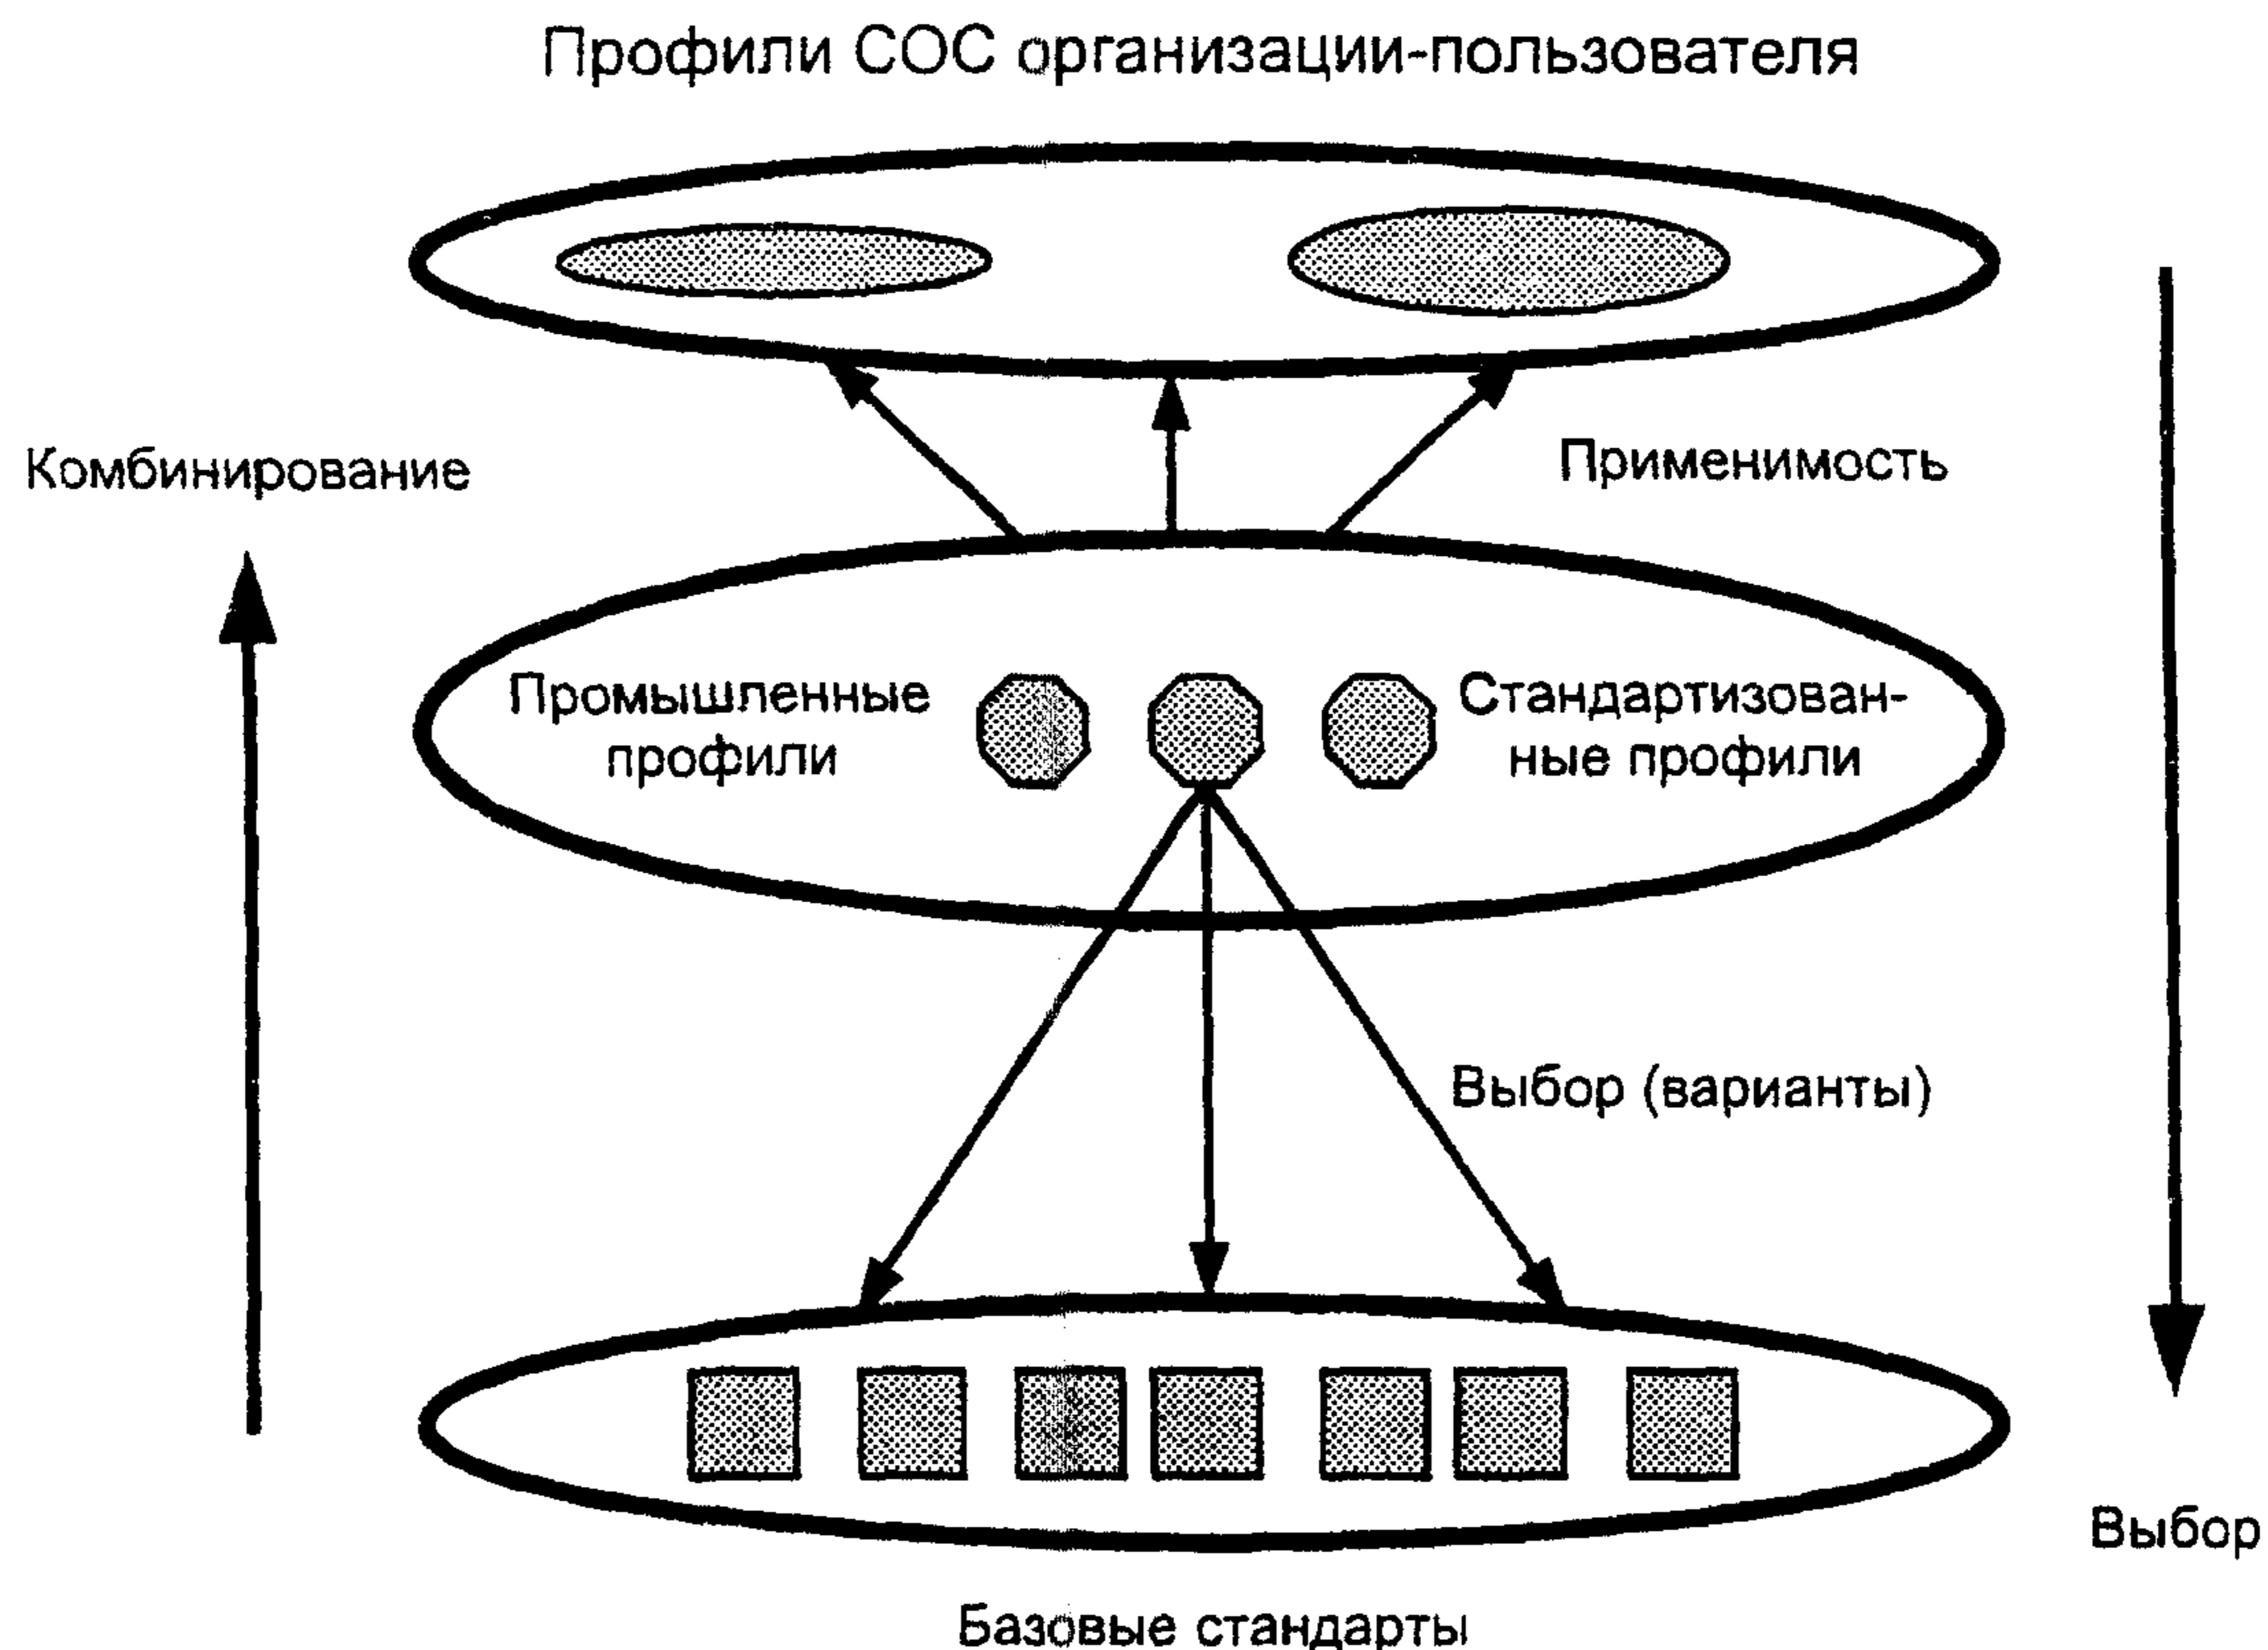 Профили СОС организации-пользователя
Комбинирование
Применимость
Промышленные
профили
Стандартизован-
ные профили
Выбор (варианты)
Выбор
Базовые стандарты